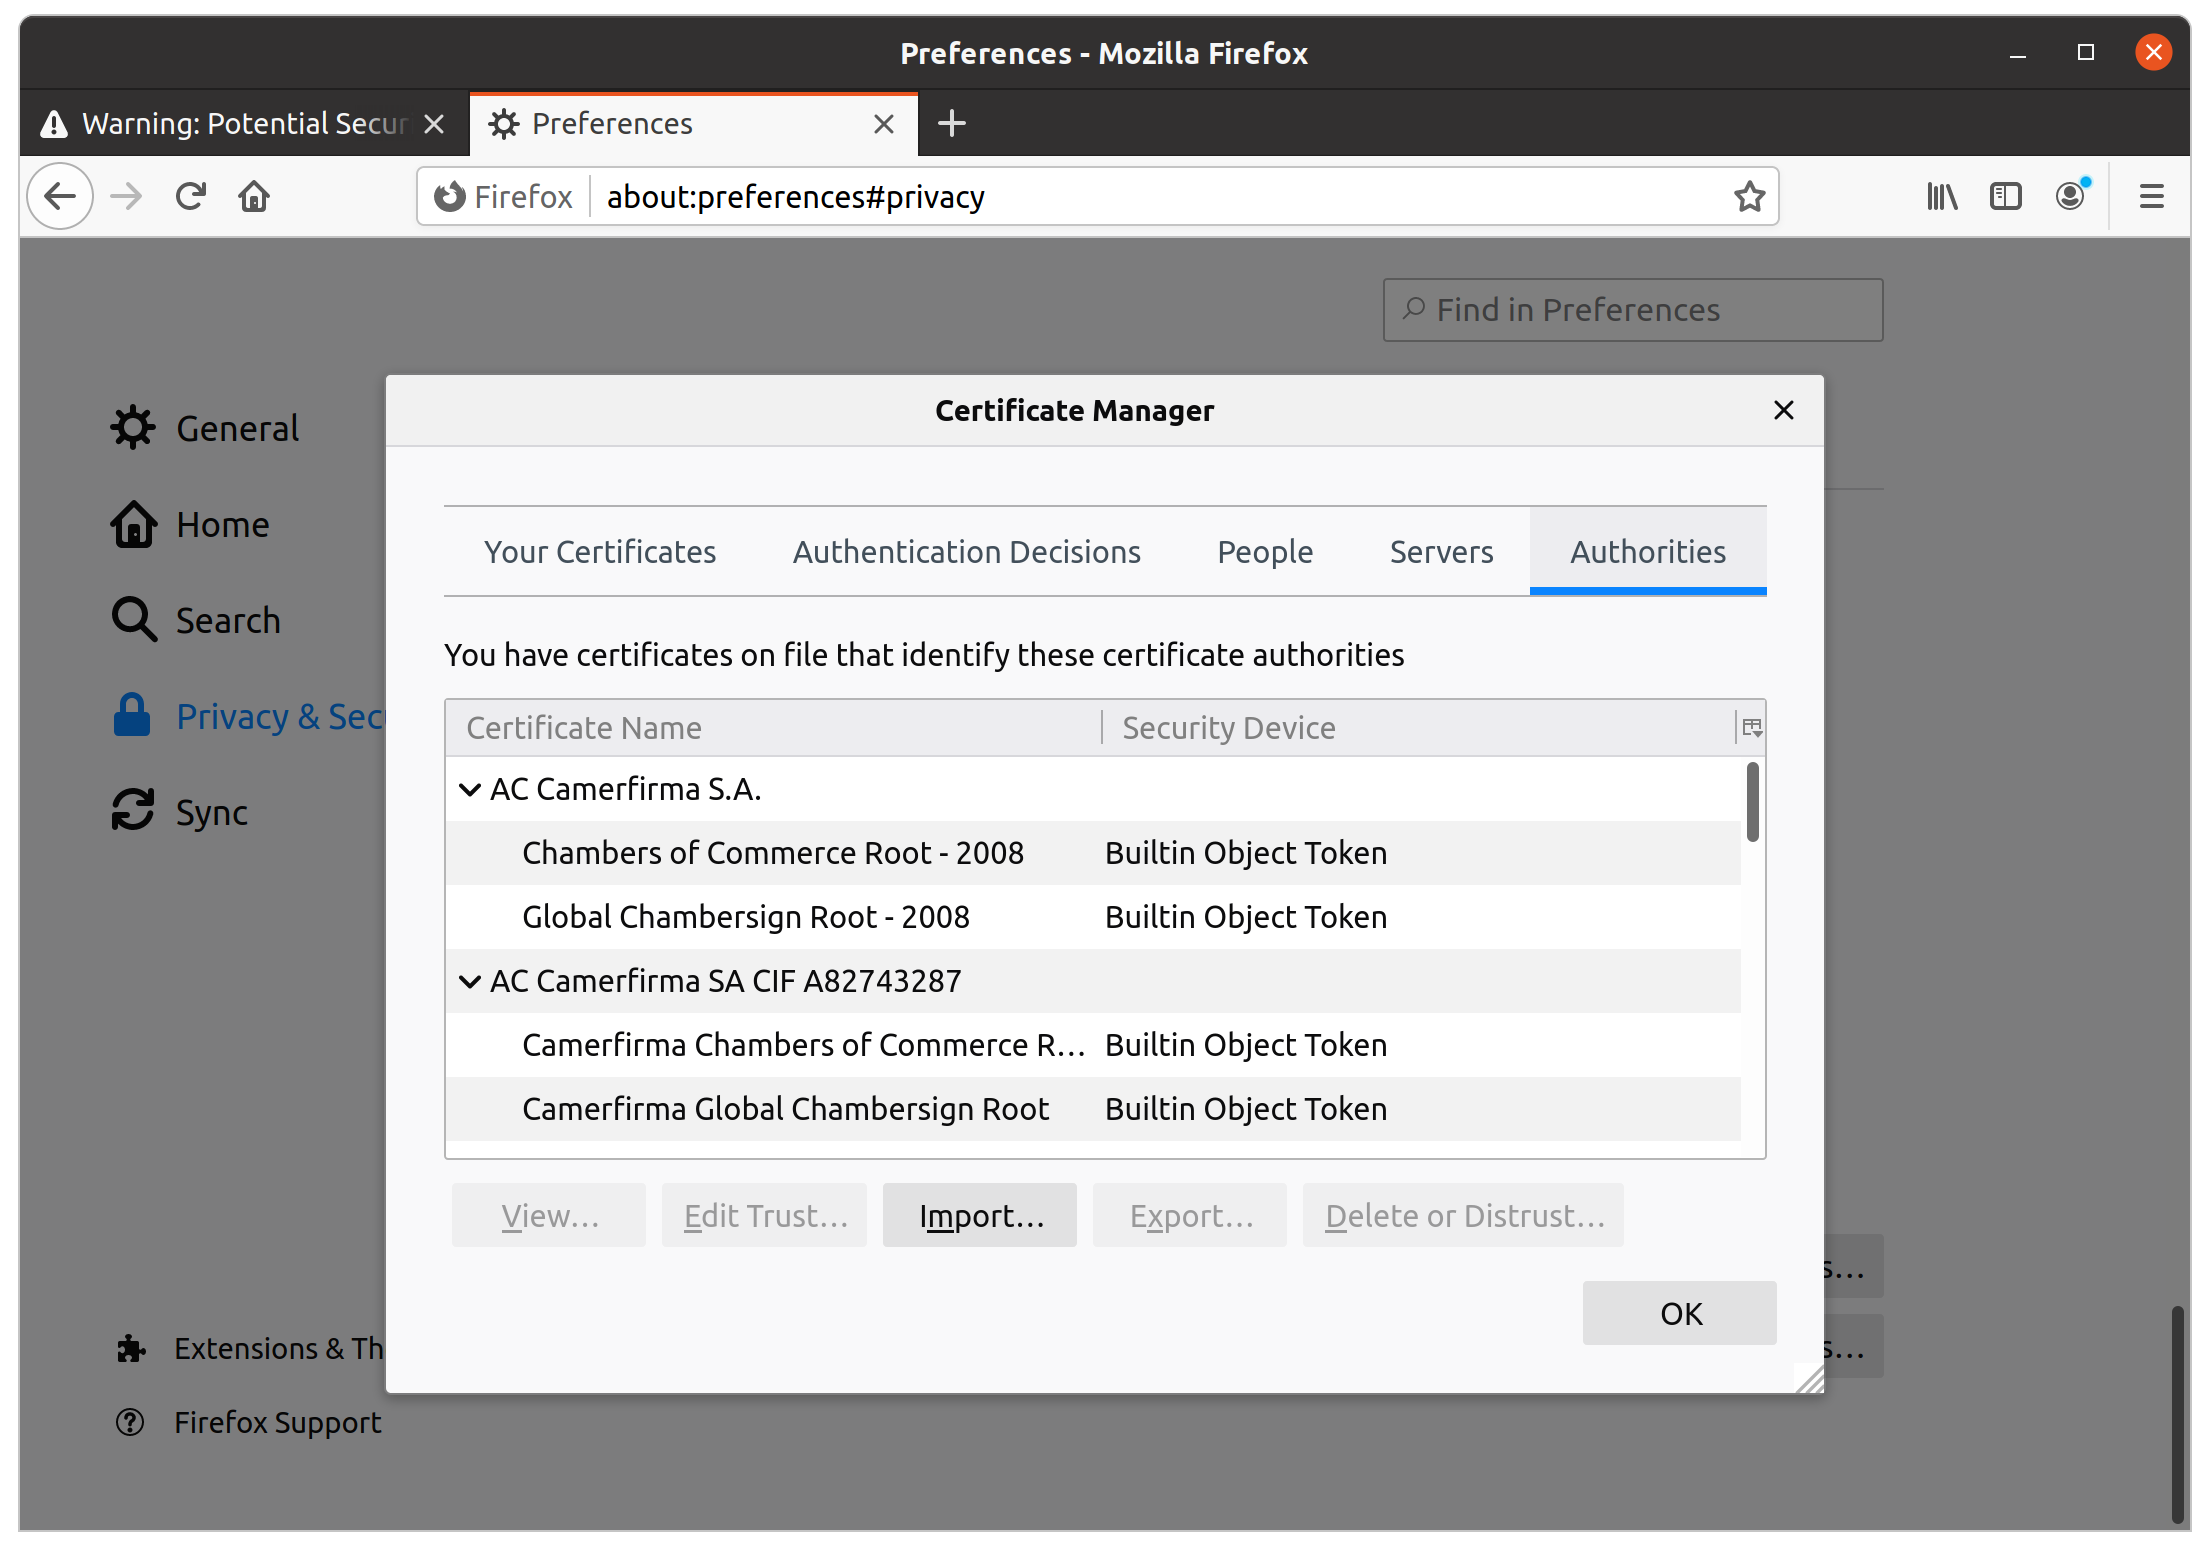 Preferences - Mozilla Firefox
Warning: Potential Secur
Preferences
Firefox
about:preferences#privacy
Find in Preferences
General
Home
Search
Privacy & Sec
Sync
Extensions & Th
Firefox Support
Certificate Manager
Your Certificates
Authentication Decisions
People
Servers
Authorities
You have certificates on file that identify these certificate authorities
Certificate Name
Security Device
AC Camerfirma S.A.
Chambers of Commerce Root - 2008 Builtin Object Token
Global Chambersign Root - 2008 Builtin Object Token
AC Camerfirma SA CIF A82743287
Camerfirma Chambers of Commerce R... Builtin Object Token
Camerfirma Global Chambersign Root Builtin Object Token
View...
Edit Trust...
Import...
Export...
Delete or Distrust...
OK
s...
s...